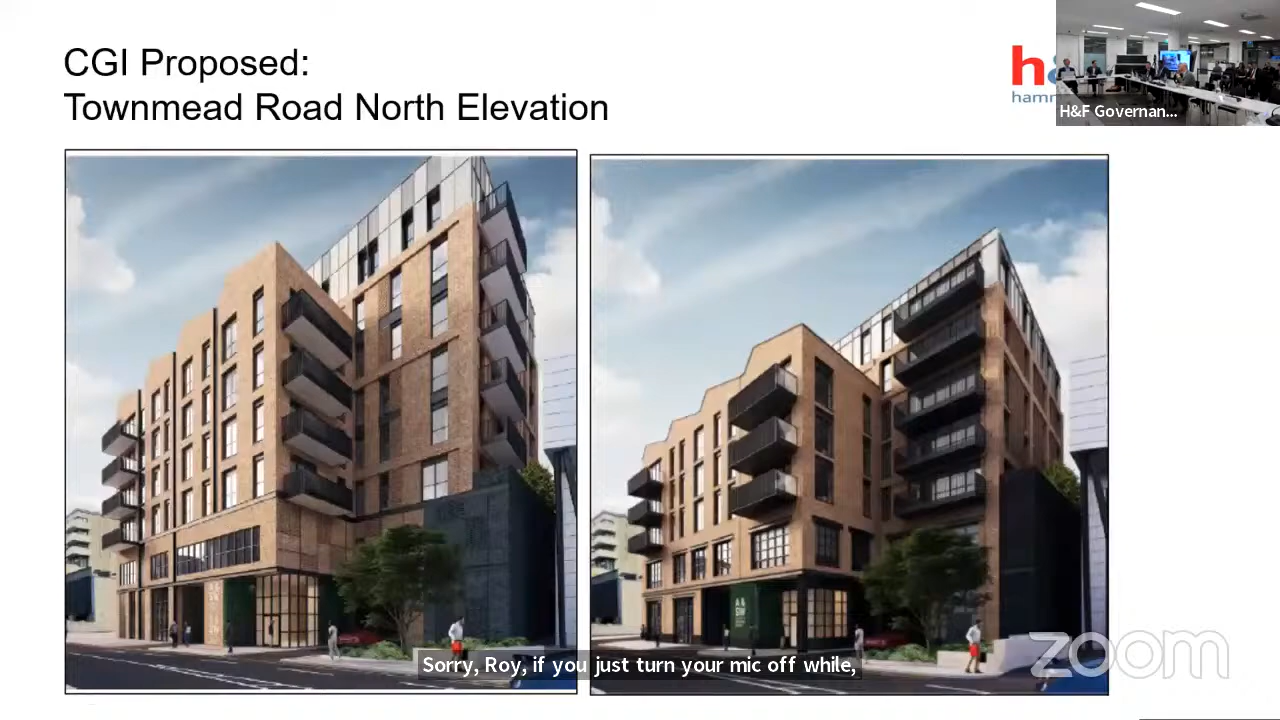 CGI Proposed:
Townmead Road North Elevation
H&F Governan...
Sorry, Roy, if you just turn your mic off while,
zoom